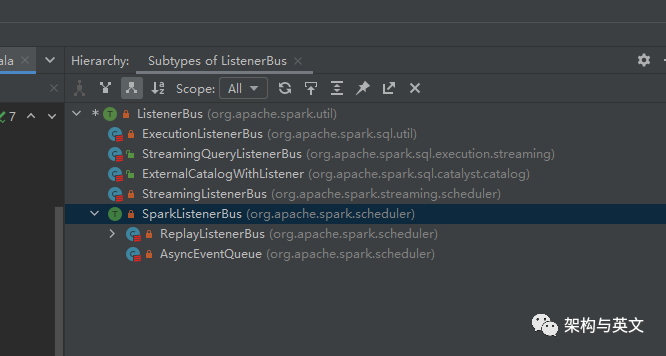 ala
Hierarchy: Subtypes of ListenerBus
Scope: All
7
* ListenerBus (org.apache.spark.util)
ExecutionListenerBus (org.apache.spark.sql.util)
StreamingQueryListenerBus (org.apache.spark.sql.execution.streaming)
ExternalCatalogWithListener (org.apache.spark.sql.catalyst.catalog)
StreamingListenerBus (org.apache.spark.streaming.scheduler)
SparkListenerBus (org.apache.spark.scheduler)
ReplayListenerBus (org.apache.spark.scheduler)
AsyncEventQueue (org.apache.spark.scheduler)
架构与英文